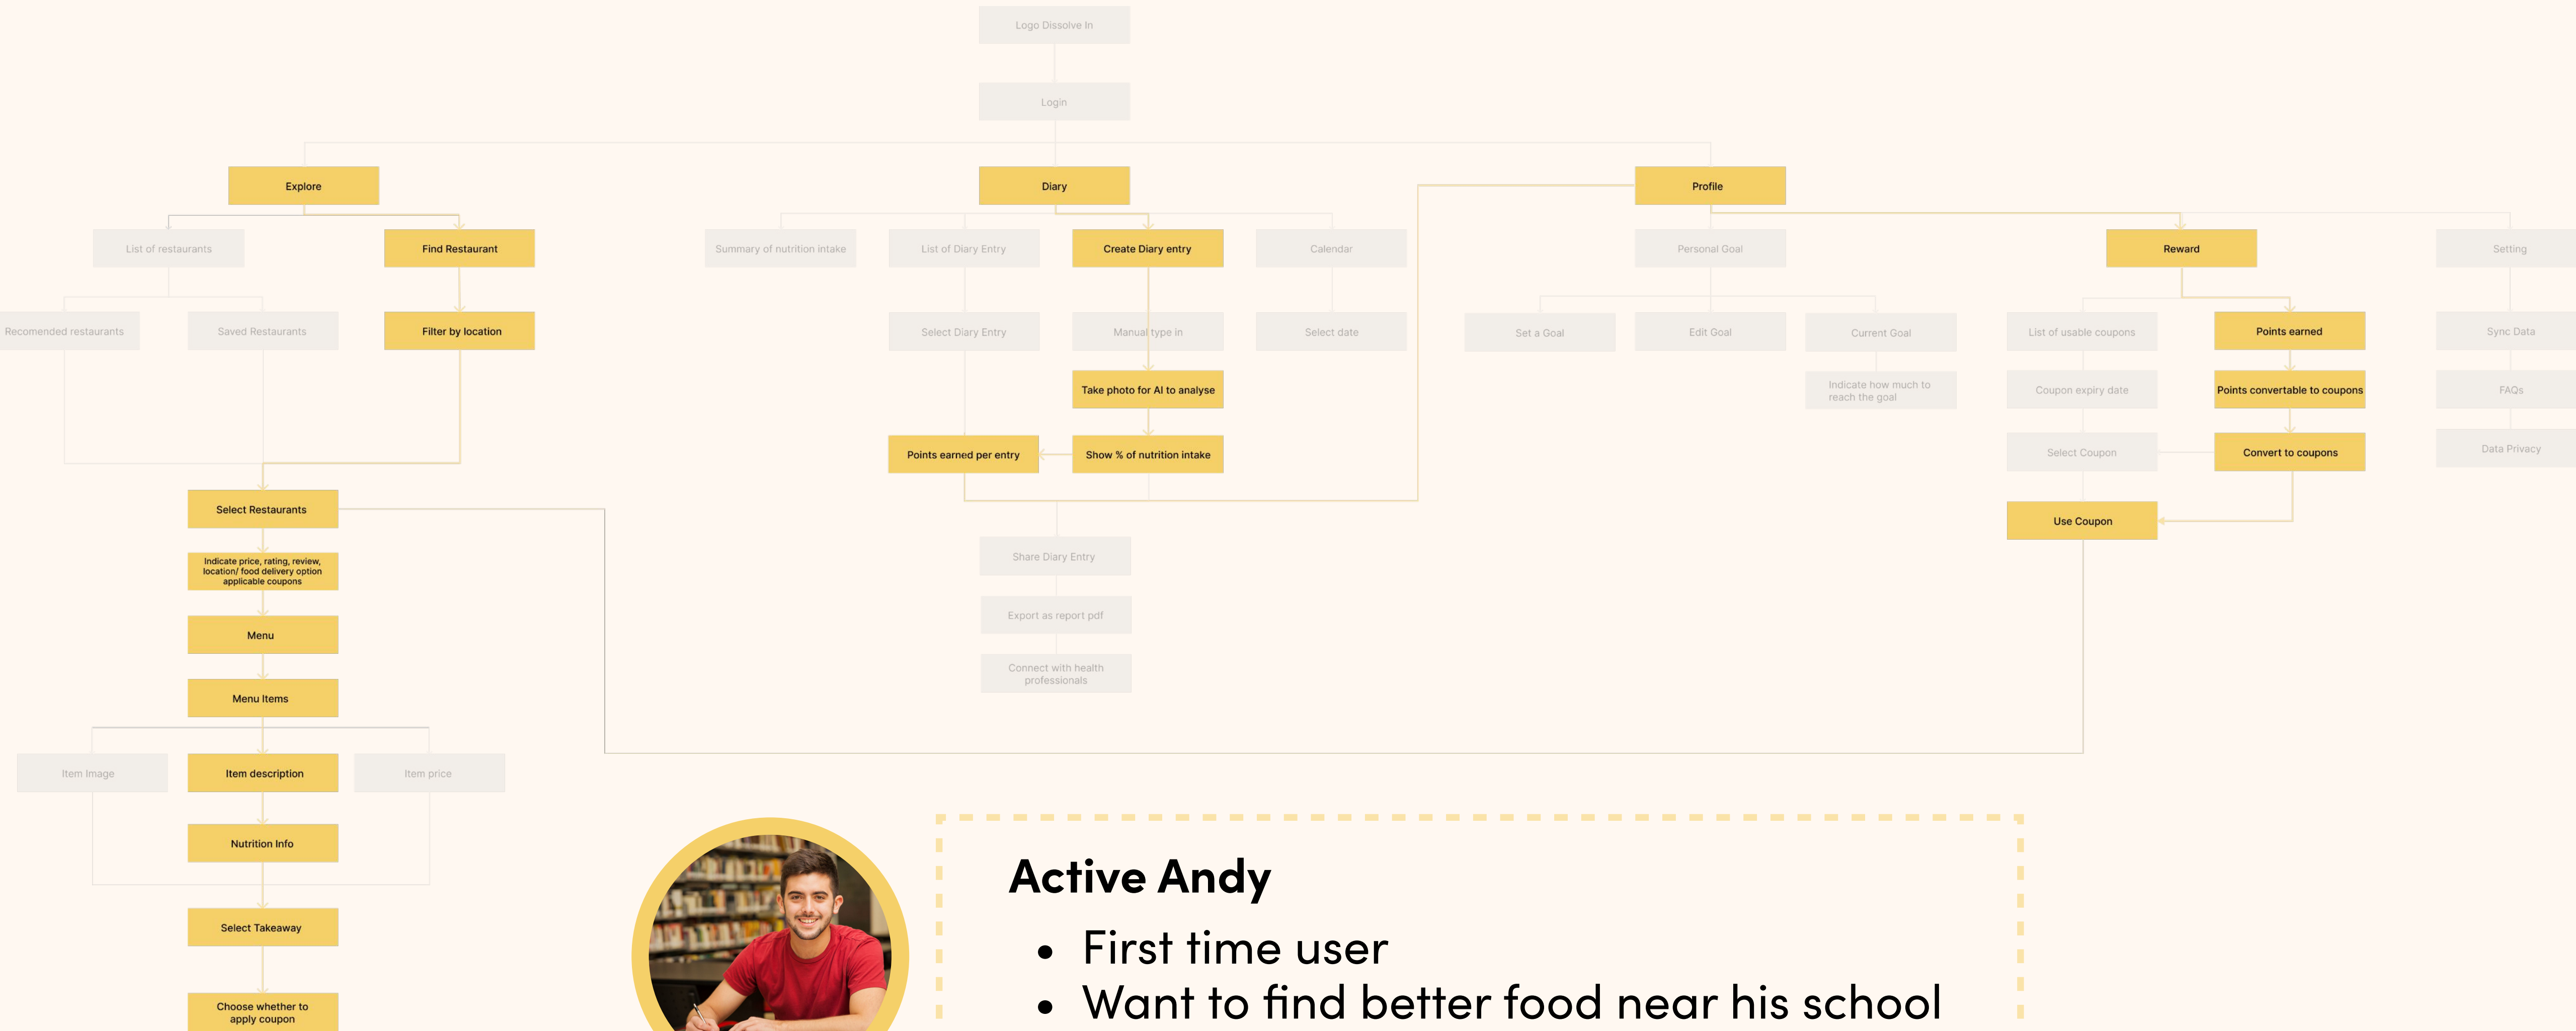 Logo Dissolve In
Login
Explore
Diary
Profile
List of restaurants
Find Restaurant
Summary of nutrition intake
List of Diary Entry
Create Diary entry
Calendar
Personal Goal
Reward
Setting
Recomended restaurants
Saved Restaurants
Filter by location
Select Diary Entry
Manual type in
Select date
Set a Goal
Edit Goal
Current Goal
List of usable coupons
Points earned
Sync Data
Take photo for AI to analyse
Indicate how much to
reach the goal
Coupon expiry date
Points convertable to coupons
FAQs
Points earned per entry
Show % of nutrition intake
Select Coupon
Convert to coupons
Data Privacy
Select Restaurants
Use Coupon
Indicate price, rating, review,
location/ food delivery option
applicable coupons
Share Diary Entry
Menu
Export as report pdf
Menu Items
Connect with health
professionals
Item Image
Item description
Item price
Nutrition Info
Select Takeaway
Choose whether to
apply coupon
Active Andy
• First time user
• Want to find better food near his school